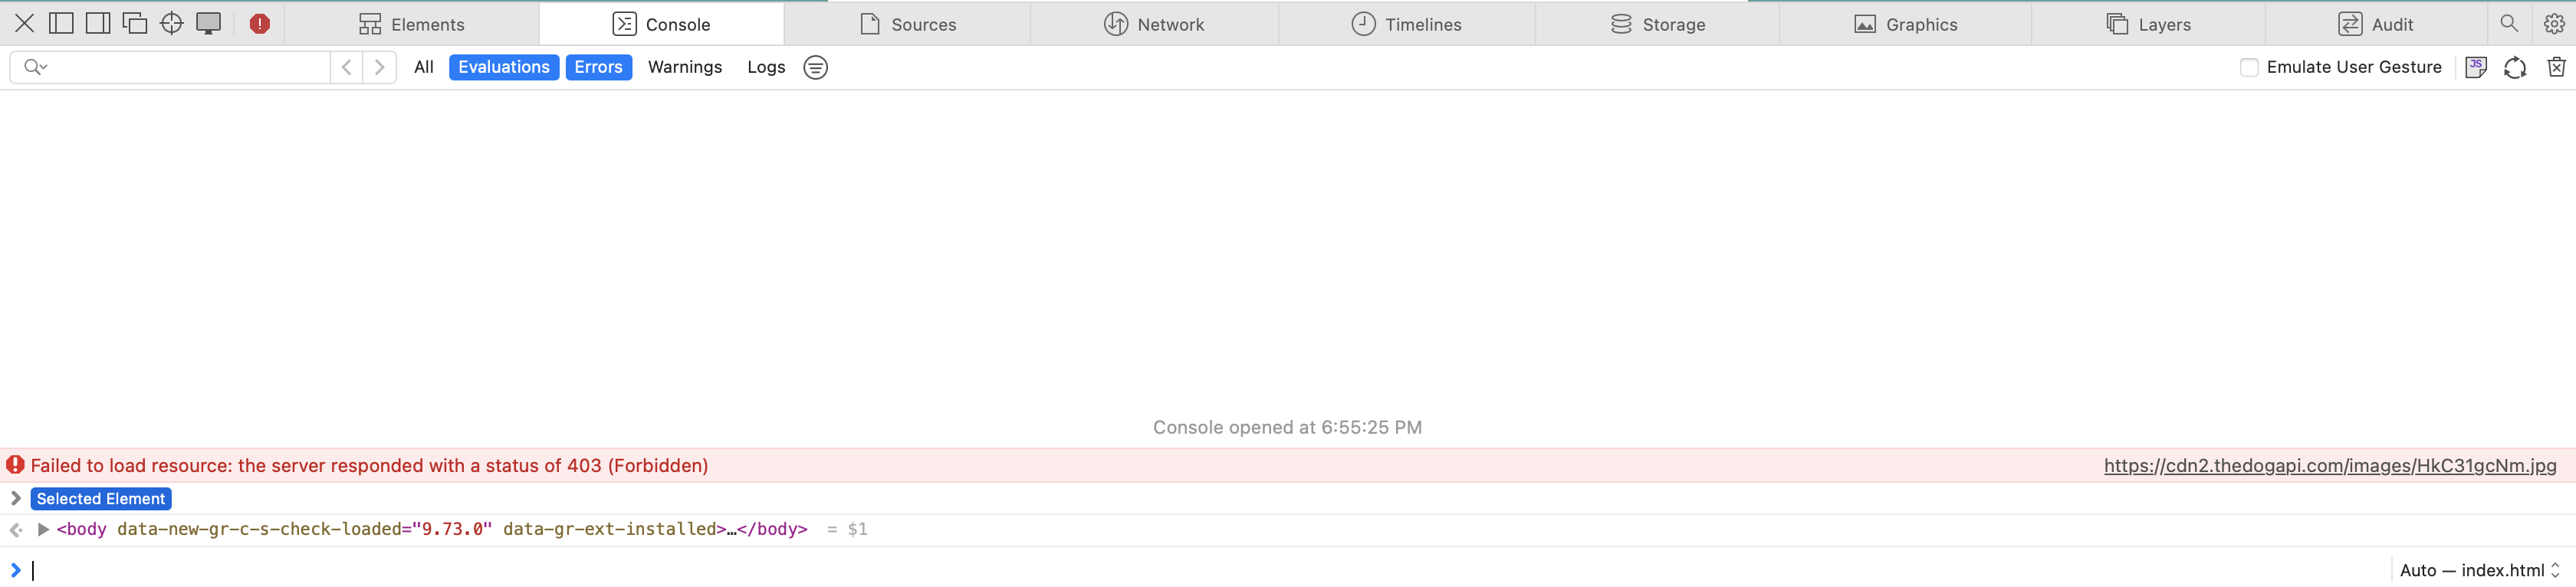 Elements Console Sources Network Timelines Storage Graphics Layers Audit
All Evaluations Errors Warnings Logs Emulate User Gesture JS
Console opened at 6:55:25 PM
Failed to load resource: the server responded with a status of 403 (Forbidden) https://cdn2.thedogapi.com/images/HkC31gcNm.jpg
Selected Element
<body data-new-gr-c-s-check-loaded="9.73.0" data-gr-ext-installed>…</body> = $1
Auto — index.html